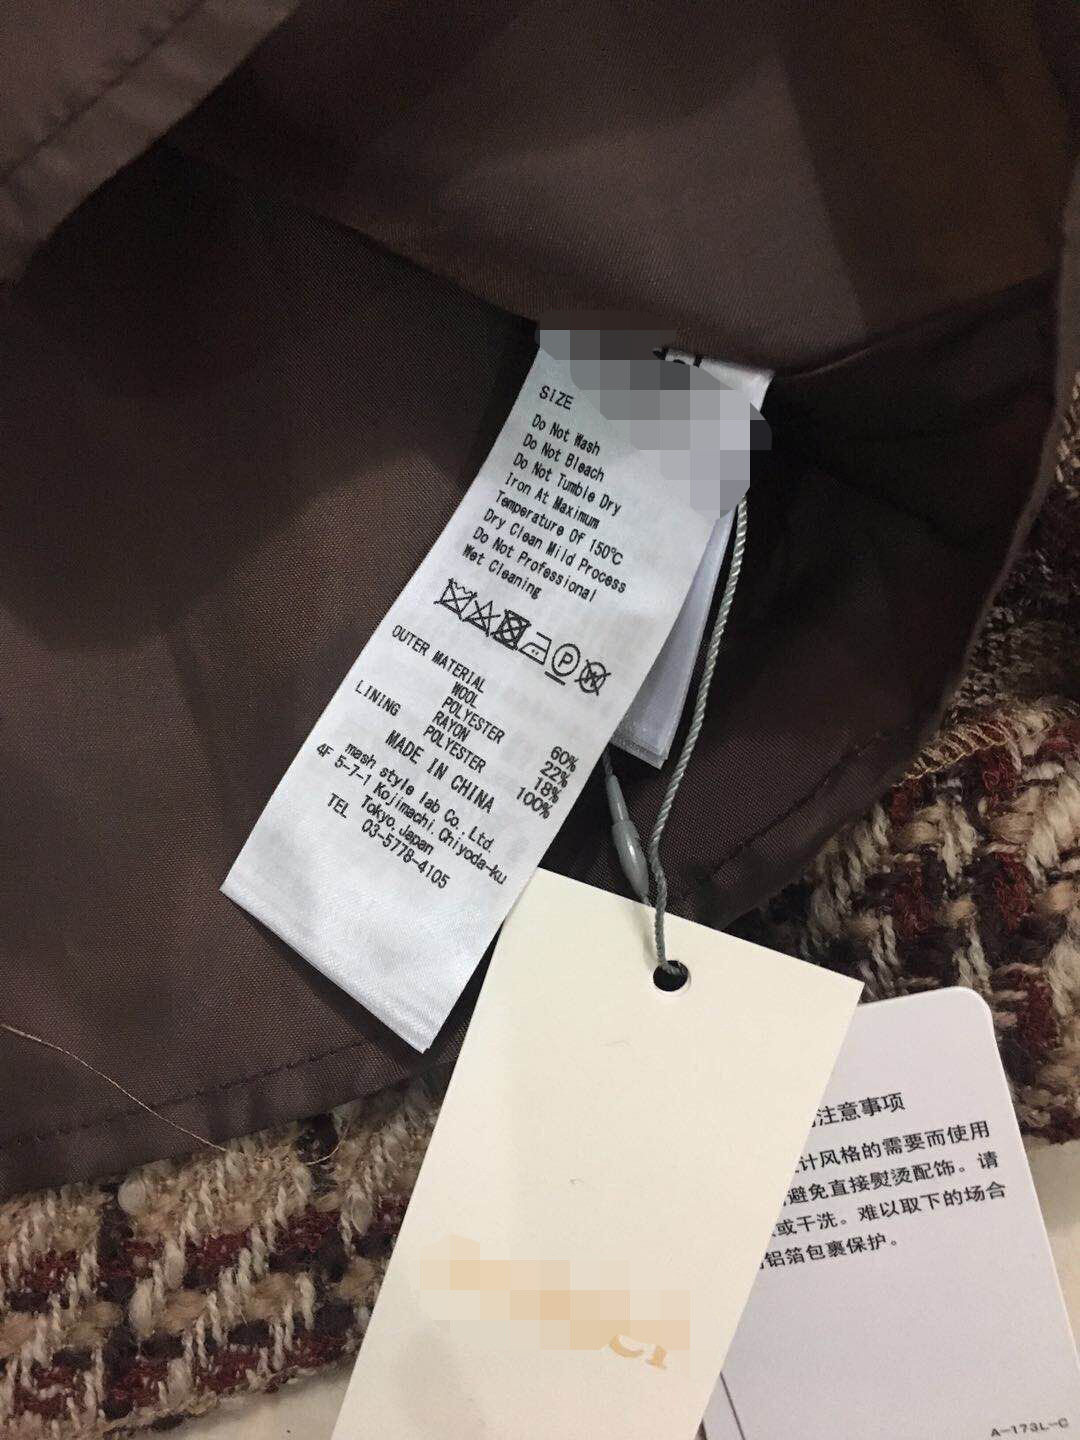 SIZE
Do Not Wash
Do Not Bleach
Do Not Tumble Dry
Iron At Maximum
Temperature Of 150℃
Dry Clean Mild Process
Do Not Professional
Wet Cleaning
P
W
OUTER MATERIAL
WOOL 60%
POLYESTER 22%
RAYON 18%
LINING POLYESTER 100%
MADE IN CHINA
mash style lab Co.,Ltd.
4F 5-7-1 Kojimachi,Chiyoda-ku
Tokyo,Japan
TEL 03-5778-4105
注意事项
计风格的需要而使用
避免直接熨烫配饰。请
或干洗。难以取下的场合
铝箔包裹保护。
A-173L-C